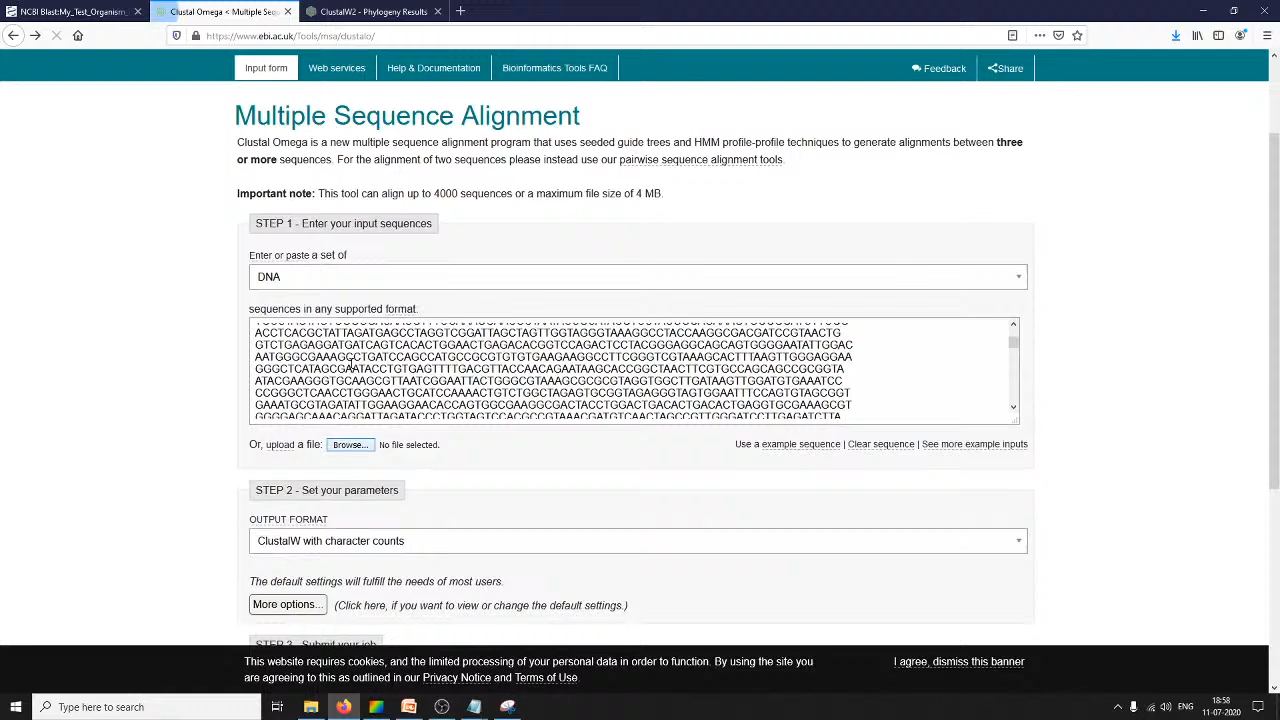 NCBI Blast:My_Test_Organism_
Clustal Omega < Multiple Sequ
ClustalW2 - Phylogeny Results
https://www.ebi.ac.uk/Tools/msa/clustalo/
Input form
Web services
Help & Documentation
Bioinformatics Tools FAQ
Feedback
Share
Multiple Sequence Alignment
Clustal Omega is a new multiple sequence alignment program that uses seeded guide trees and HMM profile-profile techniques to generate alignments between three
or more sequences. For the alignment of two sequences please instead use our pairwise sequence alignment tools.
Important note: This tool can align up to 4000 sequences or a maximum file size of 4 MB.
STEP 1 - Enter your input sequences
Enter or paste a set of
DNA
sequences in any supported format:
ACCTCACGCTATTAGATGAGCCTAGGTCGGATTAGCTAGTTGGTAGGGTAAAGGCCTACCAAGGCGACGATCCGTAACTG
GTCTGAGAGGATGATCAGTCACACTGGAACTGAGACACGGTCCAGACTCCTACGGGAGGCAGCAGTGGGGAATATTGGAC
AATGGGCGAAAGCCTGATCCAGCCATGCCGCGTGTGTGAAGAAGGCCTTCGGGTCGTAAAGCACTTTAAGTTGGGAGGAA
GGGCTCATAGCGAATACCTGTGAGTTTTGACGTTACCAACAGAATAAGCACCGGCTAACTTCGTGCCAGCAGCCGCGGTA
ATACGAAGGGTGCAAGCGTTAATCGGAATTACTGGGCGTAAAGCGCGCGTAGGTGGCTTGATAAGTTGGATGTGAAATCC
CCGGGCTCAACCTGGGAACTGCATCCAAAACTGTCTGGCTAGAGTGCGGTAGAGGGTAGTGGAATTTCCAGTGTAGCGGT
GAAATGCGTAGATATTGGAAGGAACACCAGTGGCGAAGGCGACTACCTGGACTGACACTGACACTGAGGTGCGAAAGCGT
GGGGAGCAAACAGGATTAGATACCCTGGTAGTCCACGCCGTAAACGATGTCAACTAGCCGTTGGGATCCTTGAGATCTTA
Or, upload a file: Browse... No file selected.
Use a example sequence | Clear sequence | See more example inputs
STEP 2 - Set your parameters
OUTPUT FORMAT
ClustalW with character counts
The default settings will fulfill the needs of most users.
More options... (Click here, if you want to view or change the default settings.)
STEP 3 - Submit your job
This website requires cookies, and the limited processing of your personal data in order to function. By using the site you
are agreeing to this as outlined in our Privacy Notice and Terms of Use.
I agree, dismiss this banner
Type here to search
ENG
18:58
11-07-2020